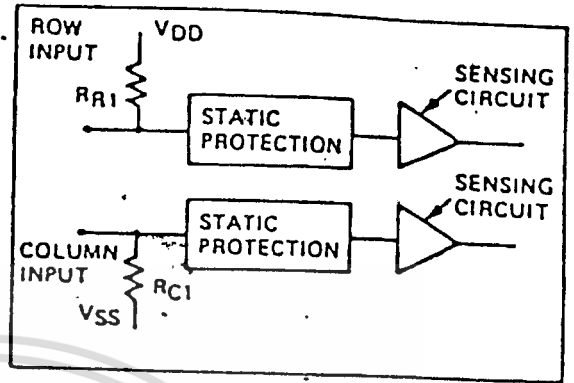 ROW
INPUT
VDD
RR1
STATIC
PROTECTION
SENSING
CIRCUIT
STATIC
PROTECTION
SENSING
CIRCUIT
COLUMN
INPUT
RC1
VSS